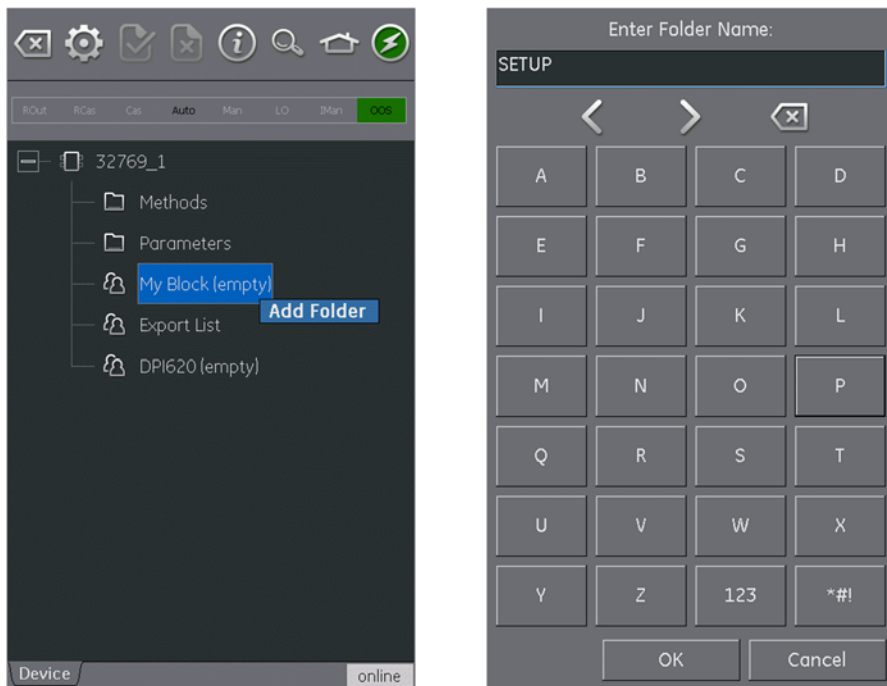 ROut RCas Cas Auto Man LO IMan OOS
32769_1
Methods
Parameters
My Block (empty)
Add Folder
Export List
DPI620 (empty)
Device online
Enter Folder Name:
SETUP
A B C D
E F G H
I J K L
M N O P
Q R S T
U V W X
Y Z 123 *#!
OK Cancel